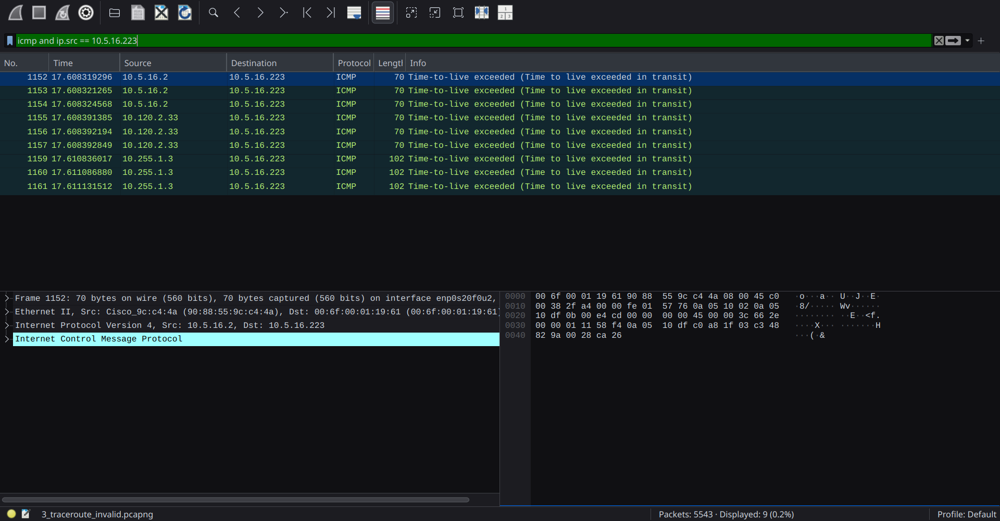 icmp and ip.src == 10.5.16.223
No. Time Source Destination Protocol Lengtl Info
1152 17.608319296 10.5.16.2 10.5.16.223 ICMP 70 Time-to-live exceeded (Time to live exceeded in transit)
1153 17.608321265 10.5.16.2 10.5.16.223 ICMP 70 Time-to-live exceeded (Time to live exceeded in transit)
1154 17.608324568 10.5.16.2 10.5.16.223 ICMP 70 Time-to-live exceeded (Time to live exceeded in transit)
1155 17.608391385 10.120.2.33 10.5.16.223 ICMP 70 Time-to-live exceeded (Time to live exceeded in transit)
1156 17.608392194 10.120.2.33 10.5.16.223 ICMP 70 Time-to-live exceeded (Time to live exceeded in transit)
1157 17.608392849 10.120.2.33 10.5.16.223 ICMP 70 Time-to-live exceeded (Time to live exceeded in transit)
1159 17.610836017 10.255.1.3 10.5.16.223 ICMP 102 Time-to-live exceeded (Time to live exceeded in transit)
1160 17.611086880 10.255.1.3 10.5.16.223 ICMP 102 Time-to-live exceeded (Time to live exceeded in transit)
1161 17.611131512 10.255.1.3 10.5.16.223 ICMP 102 Time-to-live exceeded (Time to live exceeded in transit)
Frame 1152: 70 bytes on wire (560 bits), 70 bytes captured (560 bits) on interface enp0s20f0u2,
Ethernet II, Src: Cisco_9c:c4:4a (90:88:55:9c:c4:4a), Dst: 00:6f:00:01:19:61 (00:6f:00:01:19:61)
Internet Protocol Version 4, Src: 10.5.16.2, Dst: 10.5.16.223
Internet Control Message Protocol
0000 00 6f 00 01 19 61 90 88 55 9c c4 4a 08 00 45 c0 ·o···a·· U··J··E·
0010 00 38 2f a4 00 00 fe 01 57 76 0a 05 10 02 0a 05 ·8/····· Wv······
0020 10 df 0b 00 e4 cd 00 00 00 00 45 00 00 3c 66 2e ········ ··E··<f.
0030 00 00 01 11 58 f4 0a 05 10 df c0 a8 1f 03 c3 48 ····X··· ·······H
0040 82 9a 00 28 ca 26 ···(·&
3_traceroute_invalid.pcapng
Packets: 5543 · Displayed: 9 (0.2%)
Profile: Default